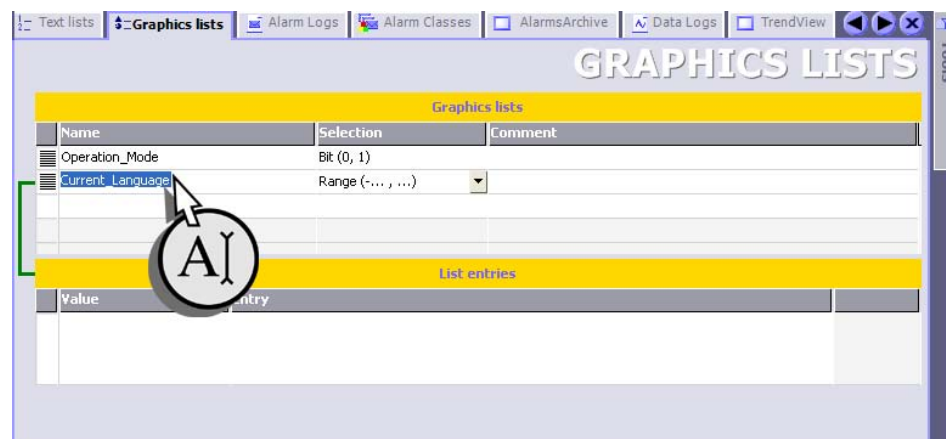 Text lists Graphics lists Alarm Logs Alarm Classes AlarmsArchive Data Logs TrendView
GRAPHICS LISTS
Graphics lists
Name Selection Comment
Operation_Mode Bit (0, 1)
Current_Language Range (-... , ...)
A
List entries
Value Entry